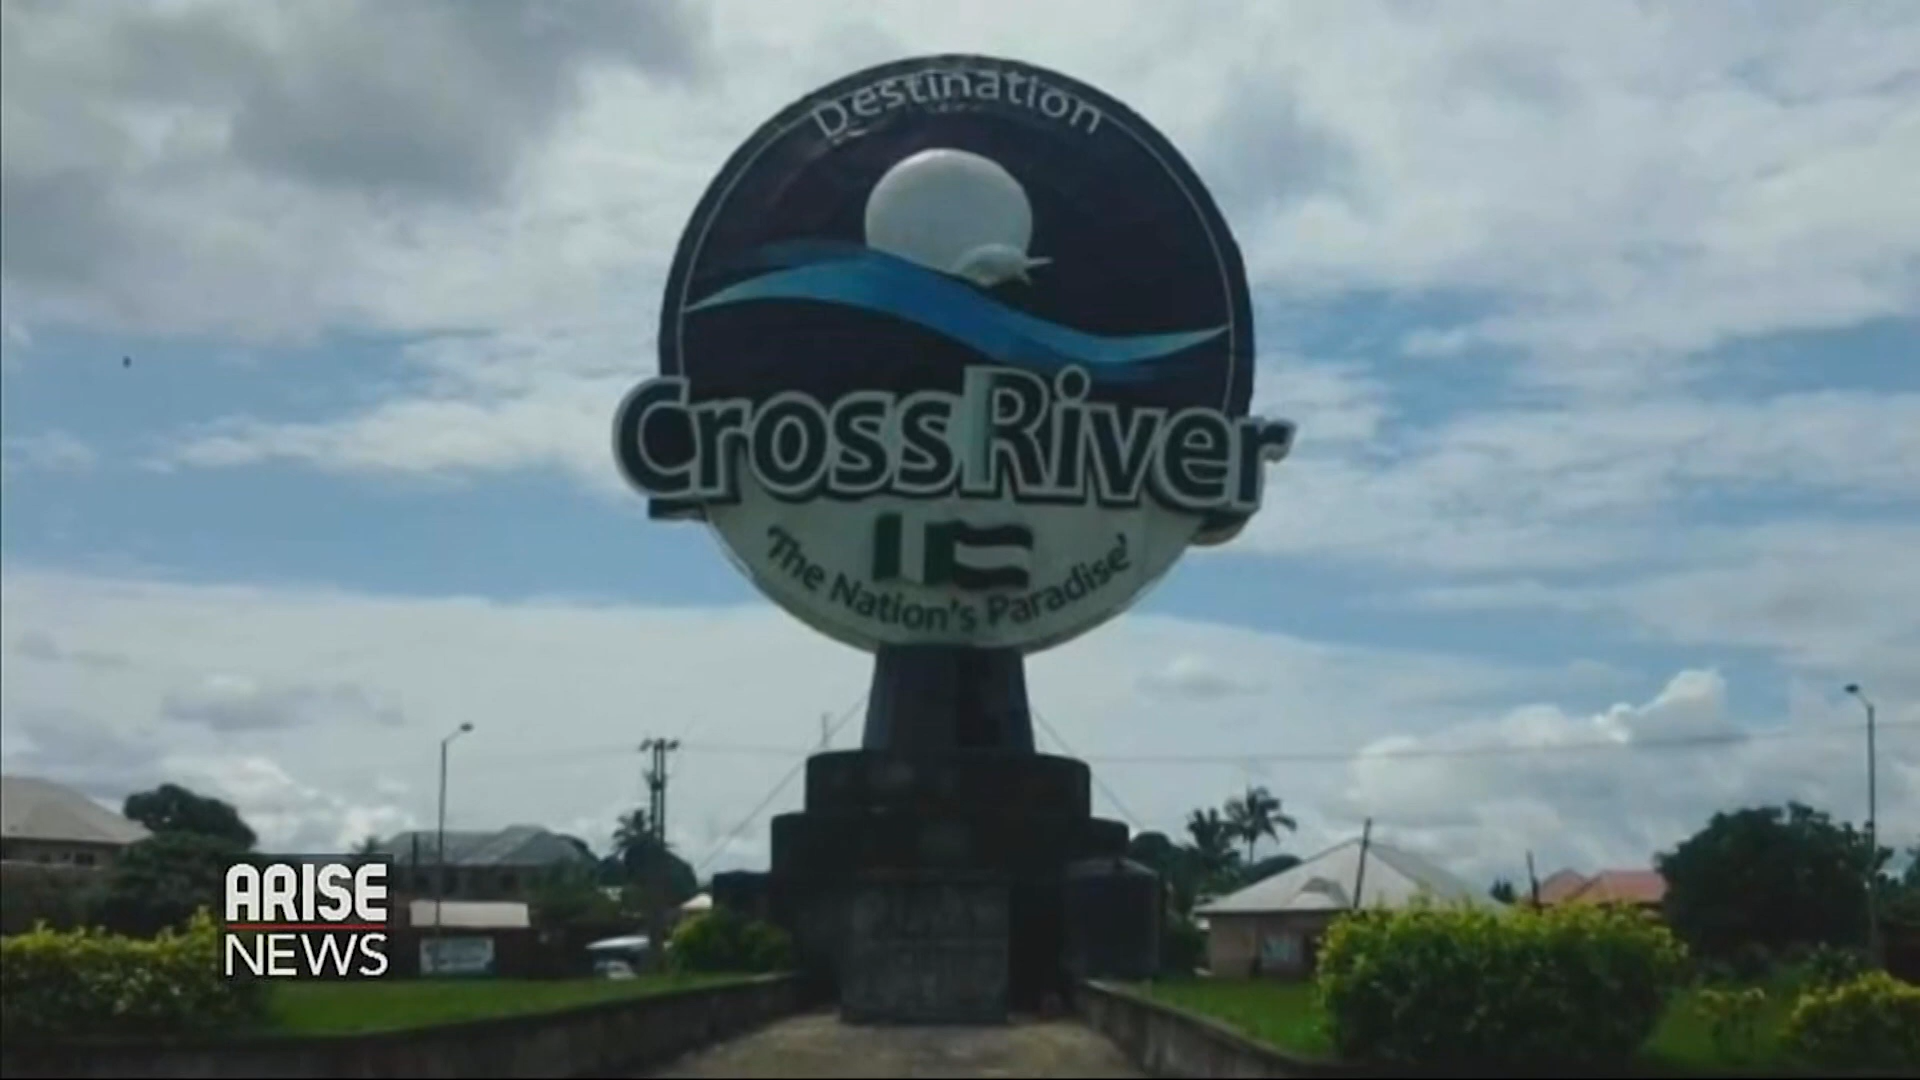 Destination
CrossRiver
'The Nation's Paradise'
ARISE
NEWS